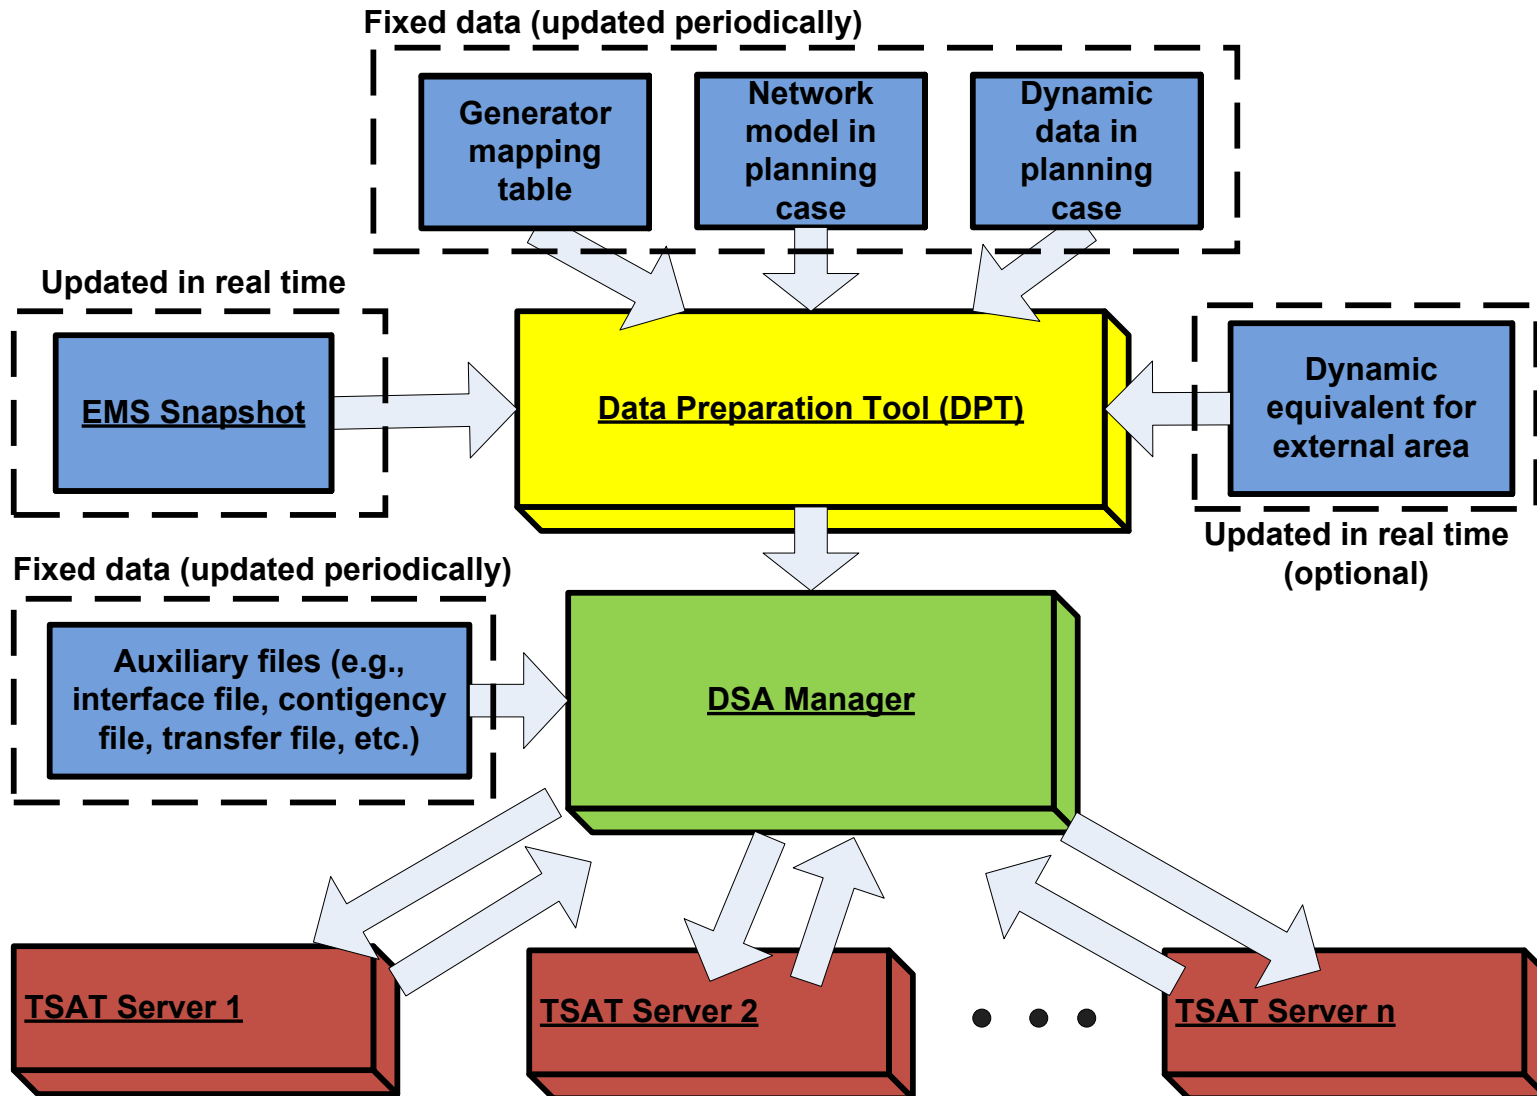 Fixed data (updated periodically)
Generator
mapping
table
Network
model in
planning
case
Dynamic
data in
planning
case
Updated in real time
EMS Snapshot
Data Preparation Tool (DPT)
Dynamic
equivalent for
external area
Updated in real time
(optional)
Fixed data (updated periodically)
Auxiliary files (e.g.,
interface file, contigency
file, transfer file, etc.)
DSA Manager
TSAT Server 1
TSAT Server 2
TSAT Server n